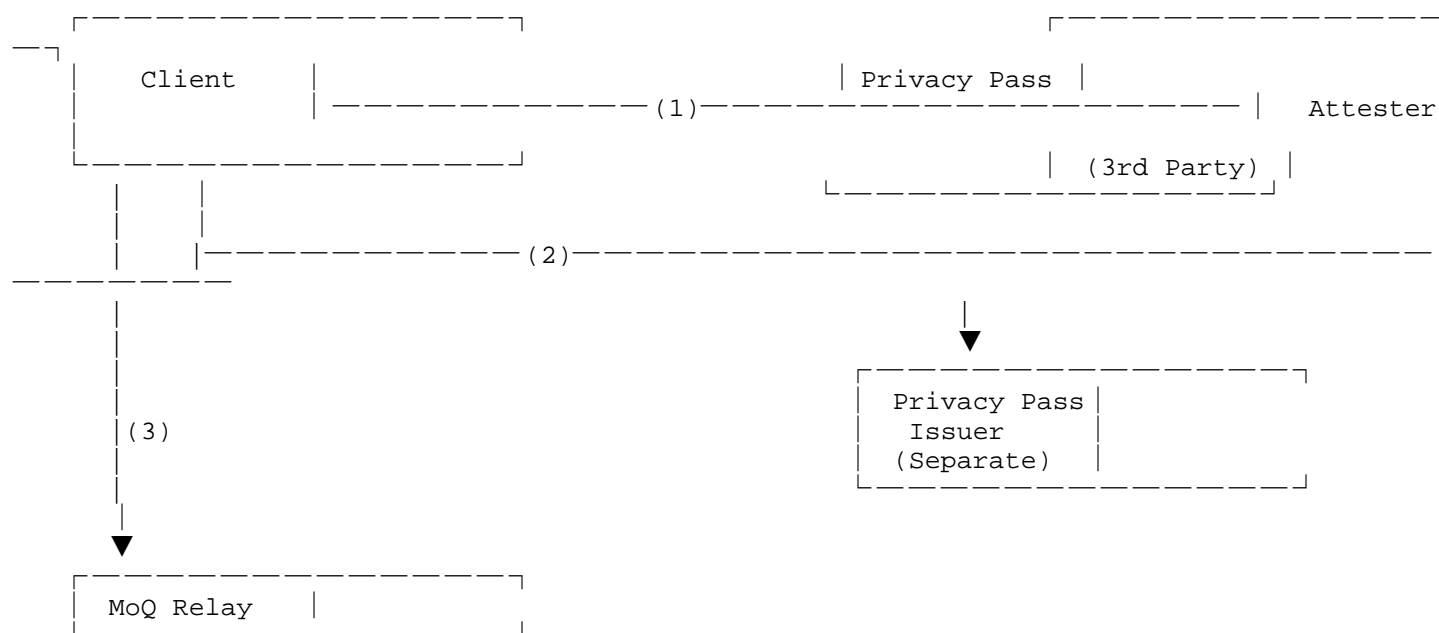 Client Privacy Pass
(1) Attester
(3rd Party)
(2)
Privacy Pass
(3) Issuer
(Separate)
MoQ Relay